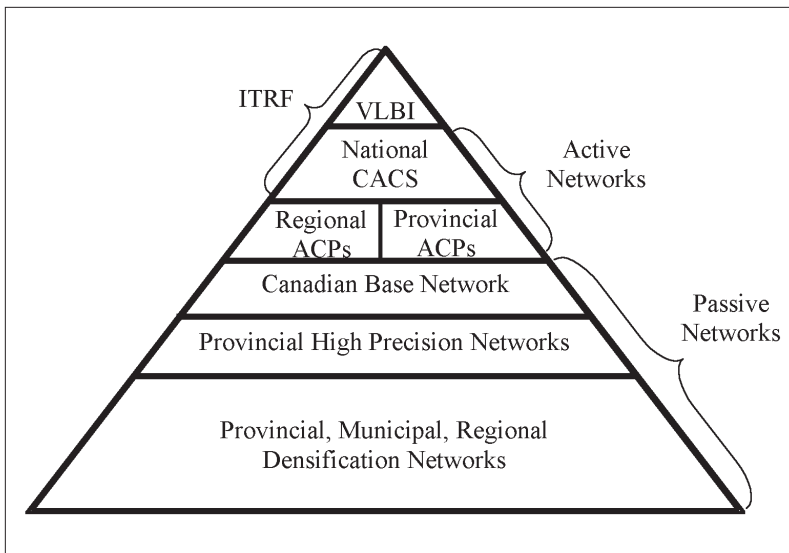 ITRF
VLBI
National
CACS
Active
Networks
Regional
ACPs
Provincial
ACPs
Canadian Base Network
Passive
Networks
Provincial High Precision Networks
Provincial, Municipal, Regional
Densification Networks